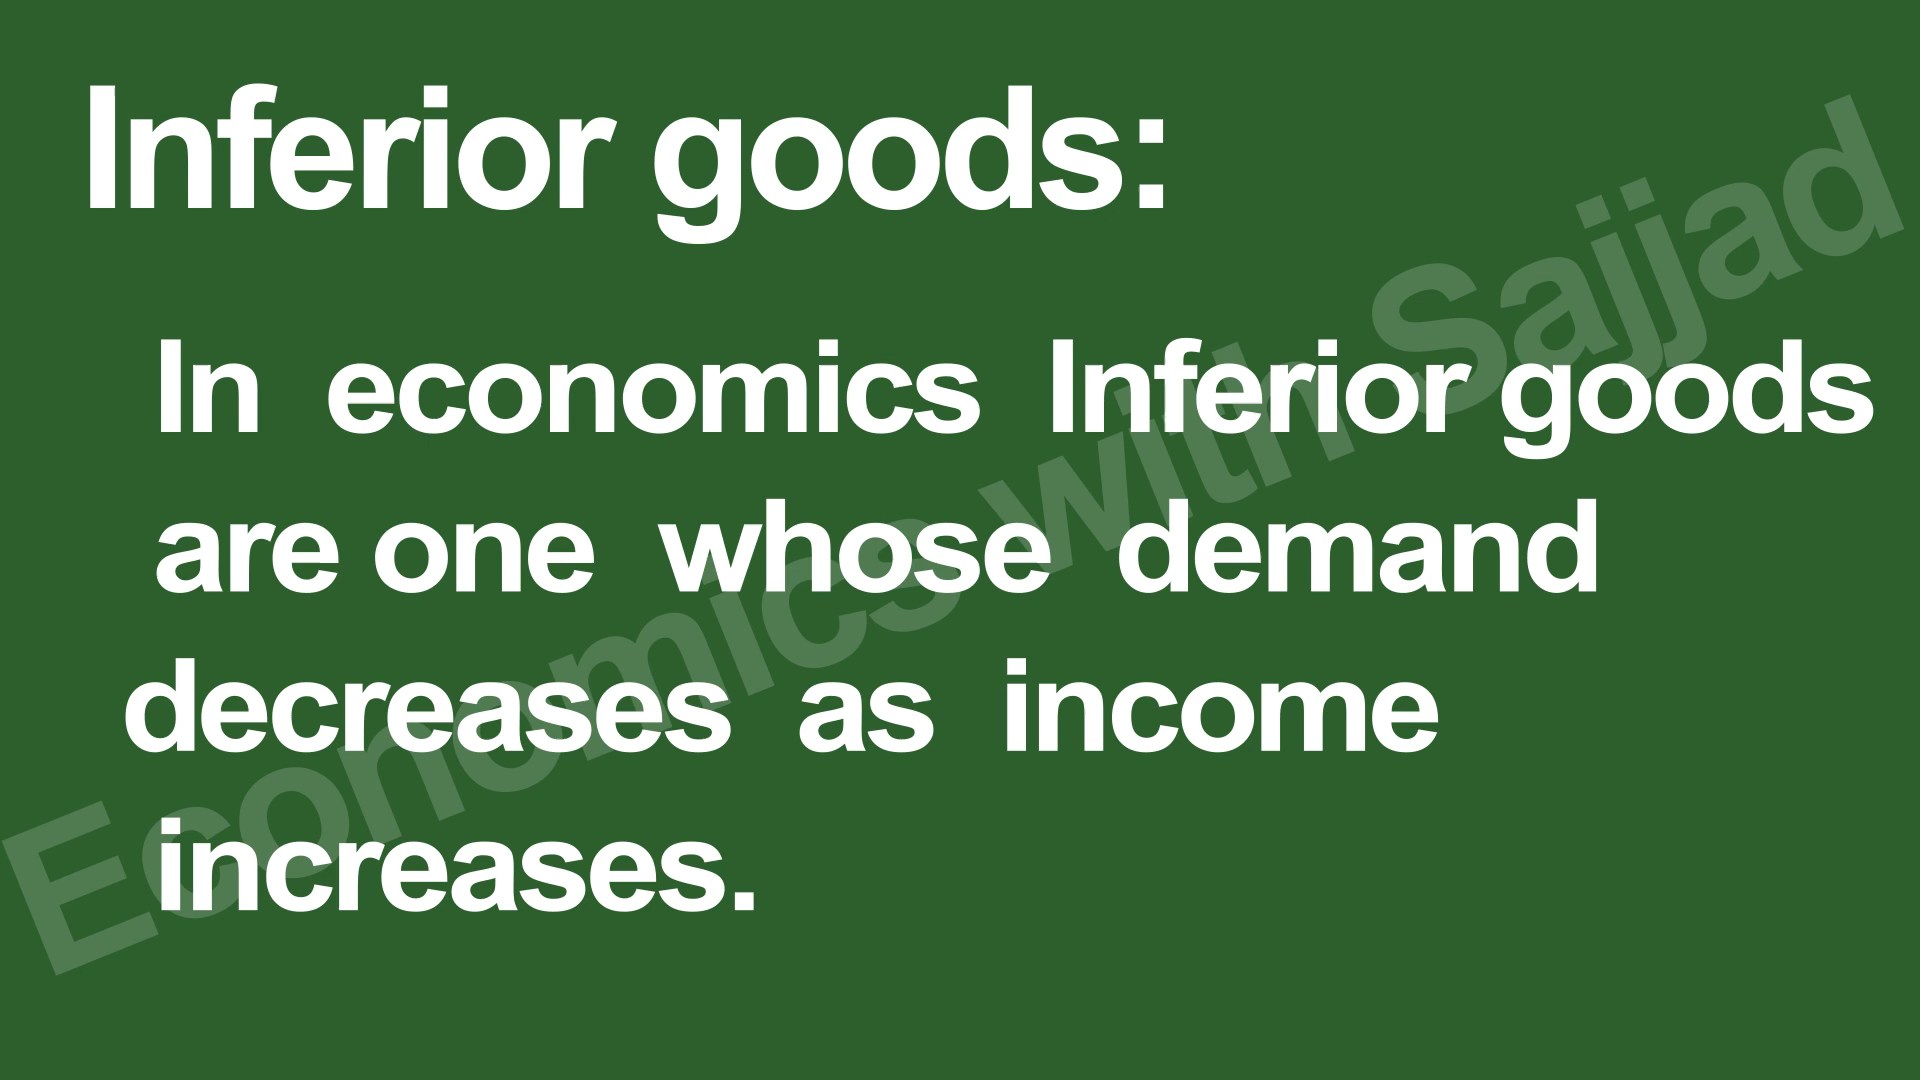 Inferior goods:
In economics Inferior goods
are one whose demand
decreases as income
increases.
Economics with Sajjad